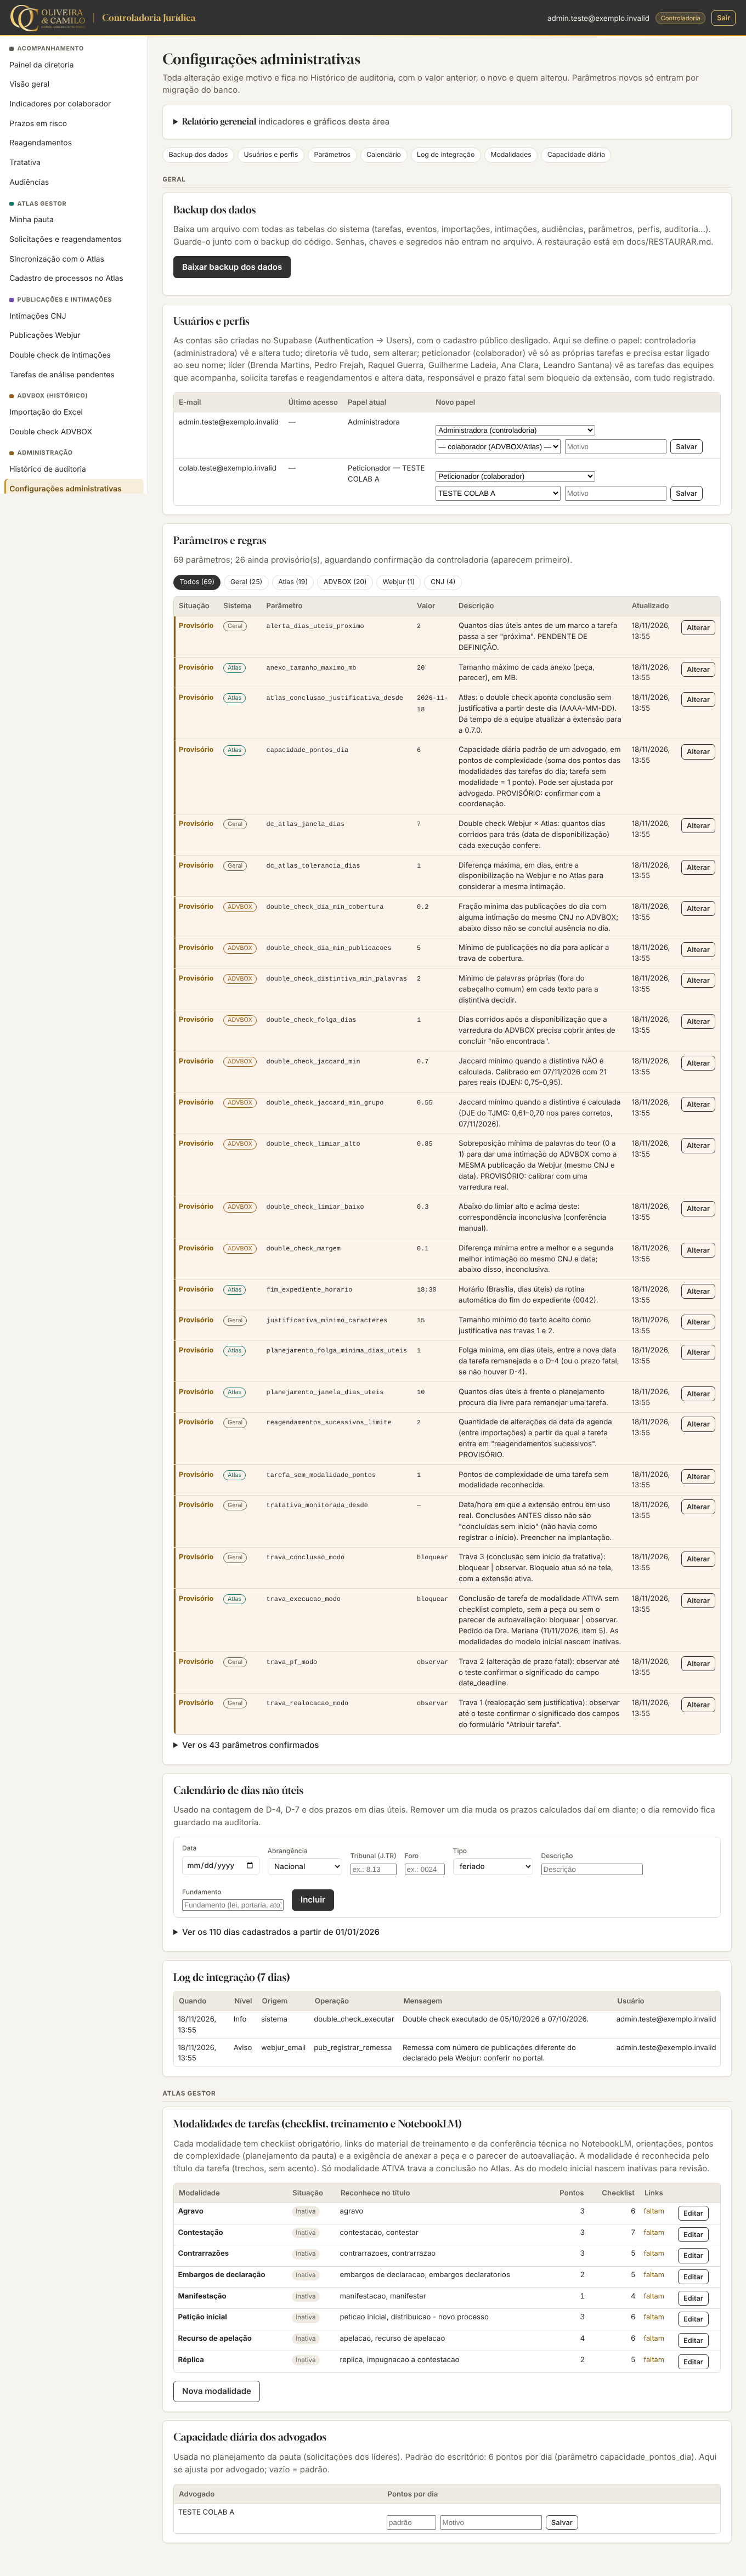 OLIVEIRA & CAMILO
Controladoria Jurídica
admin.teste@exemplo.invalid Controladoria Sair
ACOMPANHAMENTO
Painel da diretoria
Visão geral
Indicadores por colaborador
Prazos em risco
Reagendamentos
Tratativa
Audiências
ATLAS GESTOR
Minha pauta
Solicitações e reagendamentos
Sincronização com o Atlas
Cadastro de processos no Atlas
PUBLICAÇÕES E INTIMAÇÕES
Intimações CNJ
Publicações Webjur
Double check de intimações
Tarefas de análise pendentes
ADVBOX (HISTÓRICO)
Importação do Excel
Double check ADVBOX
ADMINISTRAÇÃO
Histórico de auditoria
Configurações administrativas
Configurações administrativas
Toda alteração exige motivo e fica no Histórico de auditoria, com o valor anterior, o novo e quem alterou. Parâmetros novos só entram por
migração do banco.
Relatório gerencial indicadores e gráficos desta área
Backup dos dados Usuários e perfis Parâmetros Calendário Log de integração Modalidades Capacidade diária
GERAL
Backup dos dados
Baixa um arquivo com todas as tabelas do sistema (tarefas, eventos, importações, intimações, audiências, parâmetros, perfis, auditoria...).
Guarde-o junto com o backup do código. Senhas, chaves e segredos não entram no arquivo. A restauração está em docs/RESTAURAR.md.
Baixar backup dos dados
Usuários e perfis
As contas são criadas no Supabase (Authentication → Users), com o cadastro público desligado. Aqui se define o papel: controladoria
(administradora) vê e altera tudo; diretoria vê tudo, sem alterar; peticionador (colaborador) vê só as próprias tarefas e precisa estar ligado
ao seu nome; líder (Brenda Martins, Pedro Frejah, Raquel Guerra, Guilherme Ladeia, Ana Clara, Leandro Santana) vê as tarefas das equipes
que acompanha, solicita tarefas e reagendamentos e altera data, responsável e prazo fatal sem bloqueio da extensão, com tudo registrado.
E-mail Último acesso Papel atual Novo papel
admin.teste@exemplo.invalid — Administradora Administradora (controladoria)
— colaborador (ADVBOX/Atlas) — Motivo Salvar
colab.teste@exemplo.invalid — Peticionador — TESTE COLAB A Peticionador (colaborador)
TESTE COLAB A Motivo Salvar
Parâmetros e regras
69 parâmetros; 26 ainda provisório(s), aguardando confirmação da controladoria (aparecem primeiro).
Todos (69) Geral (25) Atlas (19) ADVBOX (20) Webjur (1) CNJ (4)
Situação Sistema Parâmetro Valor Descrição Atualizado
Provisório Geral alerta_dias_uteis_proximo 2 Quantos dias úteis antes de um marco a tarefa passa a ser "próxima". PENDENTE DE DEFINIÇÃO. 18/11/2026, 13:55 Alterar
Provisório Atlas anexo_tamanho_maximo_mb 20 Tamanho máximo de cada anexo (peça, parecer), em MB. 18/11/2026, 13:55 Alterar
Provisório Atlas atlas_conclusao_justificativa_desde 2026-11-18 Atlas: o double check aponta conclusão sem justificativa a partir deste dia (AAAA-MM-DD). Dá tempo de a equipe atualizar a extensão para a 0.7.0. 18/11/2026, 13:55 Alterar
Provisório Atlas capacidade_pontos_dia 6 Capacidade diária padrão de um advogado, em pontos de complexidade (soma dos pontos das modalidades das tarefas do dia; tarefa sem modalidade = 1 ponto). Pode ser ajustada por advogado. PROVISÓRIO: confirmar com a coordenação. 18/11/2026, 13:55 Alterar
Provisório Geral dc_atlas_janela_dias 7 Double check Webjur × Atlas: quantos dias corridos para trás (data de disponibilização) cada execução confere. 18/11/2026, 13:55 Alterar
Provisório Geral dc_atlas_tolerancia_dias 1 Diferença máxima, em dias, entre a disponibilização na Webjur e no Atlas para considerar a mesma intimação. 18/11/2026, 13:55 Alterar
Provisório ADVBOX double_check_dia_min_cobertura 0.2 Fração mínima das publicações do dia com alguma intimação do mesmo CNJ no ADVBOX; abaixo disso não se conclui ausência no dia. 18/11/2026, 13:55 Alterar
Provisório ADVBOX double_check_dia_min_publicacoes 5 Mínimo de publicações no dia para aplicar a trava de cobertura. 18/11/2026, 13:55 Alterar
Provisório ADVBOX double_check_distintiva_min_palavras 2 Mínimo de palavras próprias (fora do cabeçalho comum) em cada texto para a distintiva decidir. 18/11/2026, 13:55 Alterar
Provisório ADVBOX double_check_folga_dias 1 Dias corridos após a disponibilização que a varredura do ADVBOX precisa cobrir antes de concluir "não encontrada". 18/11/2026, 13:55 Alterar
Provisório ADVBOX double_check_jaccard_min 0.7 Jaccard mínimo quando a distintiva NÃO é calculada. Calibrado em 07/11/2026 com 21 pares reais (DJEN: 0,75–0,95). 18/11/2026, 13:55 Alterar
Provisório ADVBOX double_check_jaccard_min_grupo 0.55 Jaccard mínimo quando a distintiva é calculada (DJE do TJMG: 0,61–0,70 nos pares corretos, 07/11/2026). 18/11/2026, 13:55 Alterar
Provisório ADVBOX double_check_limiar_alto 0.85 Sobreposição mínima de palavras do teor (0 a 1) para dar uma intimação do ADVBOX como a MESMA publicação da Webjur (mesmo CNJ e data). PROVISÓRIO: calibrar com uma varredura real. 18/11/2026, 13:55 Alterar
Provisório ADVBOX double_check_limiar_baixo 0.3 Abaixo do limiar alto e acima deste: correspondência inconclusiva (conferência manual). 18/11/2026, 13:55 Alterar
Provisório ADVBOX double_check_margem 0.1 Diferença mínima entre a melhor e a segunda melhor intimação do mesmo CNJ e data; abaixo disso, inconclusiva. 18/11/2026, 13:55 Alterar
Provisório Atlas fim_expediente_horario 18:30 Horário (Brasília, dias úteis) da rotina automática do fim do expediente (0042). 18/11/2026, 13:55 Alterar
Provisório Geral justificativa_minimo_caracteres 15 Tamanho mínimo do texto aceito como justificativa nas travas 1 e 2. 18/11/2026, 13:55 Alterar
Provisório Atlas planejamento_folga_minima_dias_uteis 1 Folga mínima, em dias úteis, entre a nova data da tarefa remanejada e o D-4 (ou o prazo fatal, se não houver D-4). 18/11/2026, 13:55 Alterar
Provisório Atlas planejamento_janela_dias_uteis 10 Quantos dias úteis à frente o planejamento procura dia livre para remanejar uma tarefa. 18/11/2026, 13:55 Alterar
Provisório Geral reagendamentos_sucessivos_limite 2 Quantidade de alterações da data da agenda (entre importações) a partir da qual a tarefa entra em "reagendamentos sucessivos". PROVISÓRIO. 18/11/2026, 13:55 Alterar
Provisório Atlas tarefa_sem_modalidade_pontos 1 Pontos de complexidade de uma tarefa sem modalidade reconhecida. 18/11/2026, 13:55 Alterar
Provisório Geral tratativa_monitorada_desde — Data/hora em que a extensão entrou em uso real. Conclusões ANTES disso não são "concluídas sem início" (não havia como registrar o início). Preencher na implantação. 18/11/2026, 13:55 Alterar
Provisório Geral trava_conclusao_modo bloquear Trava 3 (conclusão sem início da tratativa): bloquear | observar. Bloqueio atua só na tela, com a extensão ativa. 18/11/2026, 13:55 Alterar
Provisório Atlas trava_execucao_modo bloquear Conclusão de tarefa de modalidade ATIVA sem checklist completo, sem a peça ou sem o parecer de autoavaliação: bloquear | observar. Pedido da Dra. Mariana (11/11/2026, item 5). As modalidades do modelo inicial nascem inativas. 18/11/2026, 13:55 Alterar
Provisório Geral trava_pf_modo observar Trava 2 (alteração de prazo fatal): observar até o teste confirmar o significado do campo date_deadline. 18/11/2026, 13:55 Alterar
Provisório Geral trava_realocacao_modo observar Trava 1 (realocação sem justificativa): observar até o teste confirmar o significado dos campos do formulário "Atribuir tarefa". 18/11/2026, 13:55 Alterar
Ver os 43 parâmetros confirmados
Calendário de dias não úteis
Usado na contagem de D-4, D-7 e dos prazos em dias úteis. Remover um dia muda os prazos calculados daí em diante; o dia removido fica
guardado na auditoria.
Data Abrangência Tribunal (J.TR) Foro Tipo Descrição
mm/dd/yyyy Nacional ex.: 8.13 ex.: 0024 feriado Descrição
Fundamento
Fundamento (lei, portaria, ato) Incluir
Ver os 110 dias cadastrados a partir de 01/01/2026
Log de integração (7 dias)
Quando Nível Origem Operação Mensagem Usuário
18/11/2026, 13:55 Info sistema double_check_executar Double check executado de 05/10/2026 a 07/10/2026. admin.teste@exemplo.invalid
18/11/2026, 13:55 Aviso webjur_email pub_registrar_remessa Remessa com número de publicações diferente do declarado pela Webjur: conferir no portal. admin.teste@exemplo.invalid
ATLAS GESTOR
Modalidades de tarefas (checklist, treinamento e NotebookLM)
Cada modalidade tem checklist obrigatório, links do material de treinamento e da conferência técnica no NotebookLM, orientações, pontos
de complexidade (planejamento da pauta) e a exigência de anexar a peça e o parecer de autoavaliação. A modalidade é reconhecida pelo
título da tarefa (trechos, sem acento). Só modalidade ATIVA trava a conclusão no Atlas. As do modelo inicial nascem inativas para revisão.
Modalidade Situação Reconhece no título Pontos Checklist Links
Agravo Inativa agravo 3 6 faltam Editar
Contestação Inativa contestacao, contestar 3 7 faltam Editar
Contrarrazões Inativa contrarrazoes, contrarrazao 3 5 faltam Editar
Embargos de declaração Inativa embargos de declaracao, embargos declaratorios 2 5 faltam Editar
Manifestação Inativa manifestacao, manifestar 1 4 faltam Editar
Petição inicial Inativa peticao inicial, distribuicao - novo processo 3 6 faltam Editar
Recurso de apelação Inativa apelacao, recurso de apelacao 4 6 faltam Editar
Réplica Inativa replica, impugnacao a contestacao 2 5 faltam Editar
Nova modalidade
Capacidade diária dos advogados
Usada no planejamento da pauta (solicitações dos líderes). Padrão do escritório: 6 pontos por dia (parâmetro capacidade_pontos_dia). Aqui
se ajusta por advogado; vazio = padrão.
Advogado Pontos por dia
TESTE COLAB A padrão Motivo Salvar